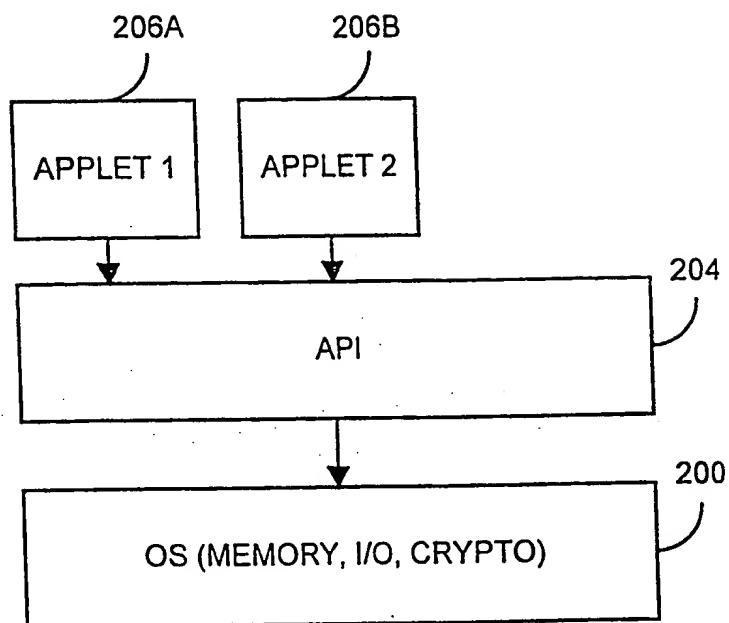 206A 206B
APPLET 1 APPLET 2
204
API
200
OS (MEMORY, I/O, CRYPTO)